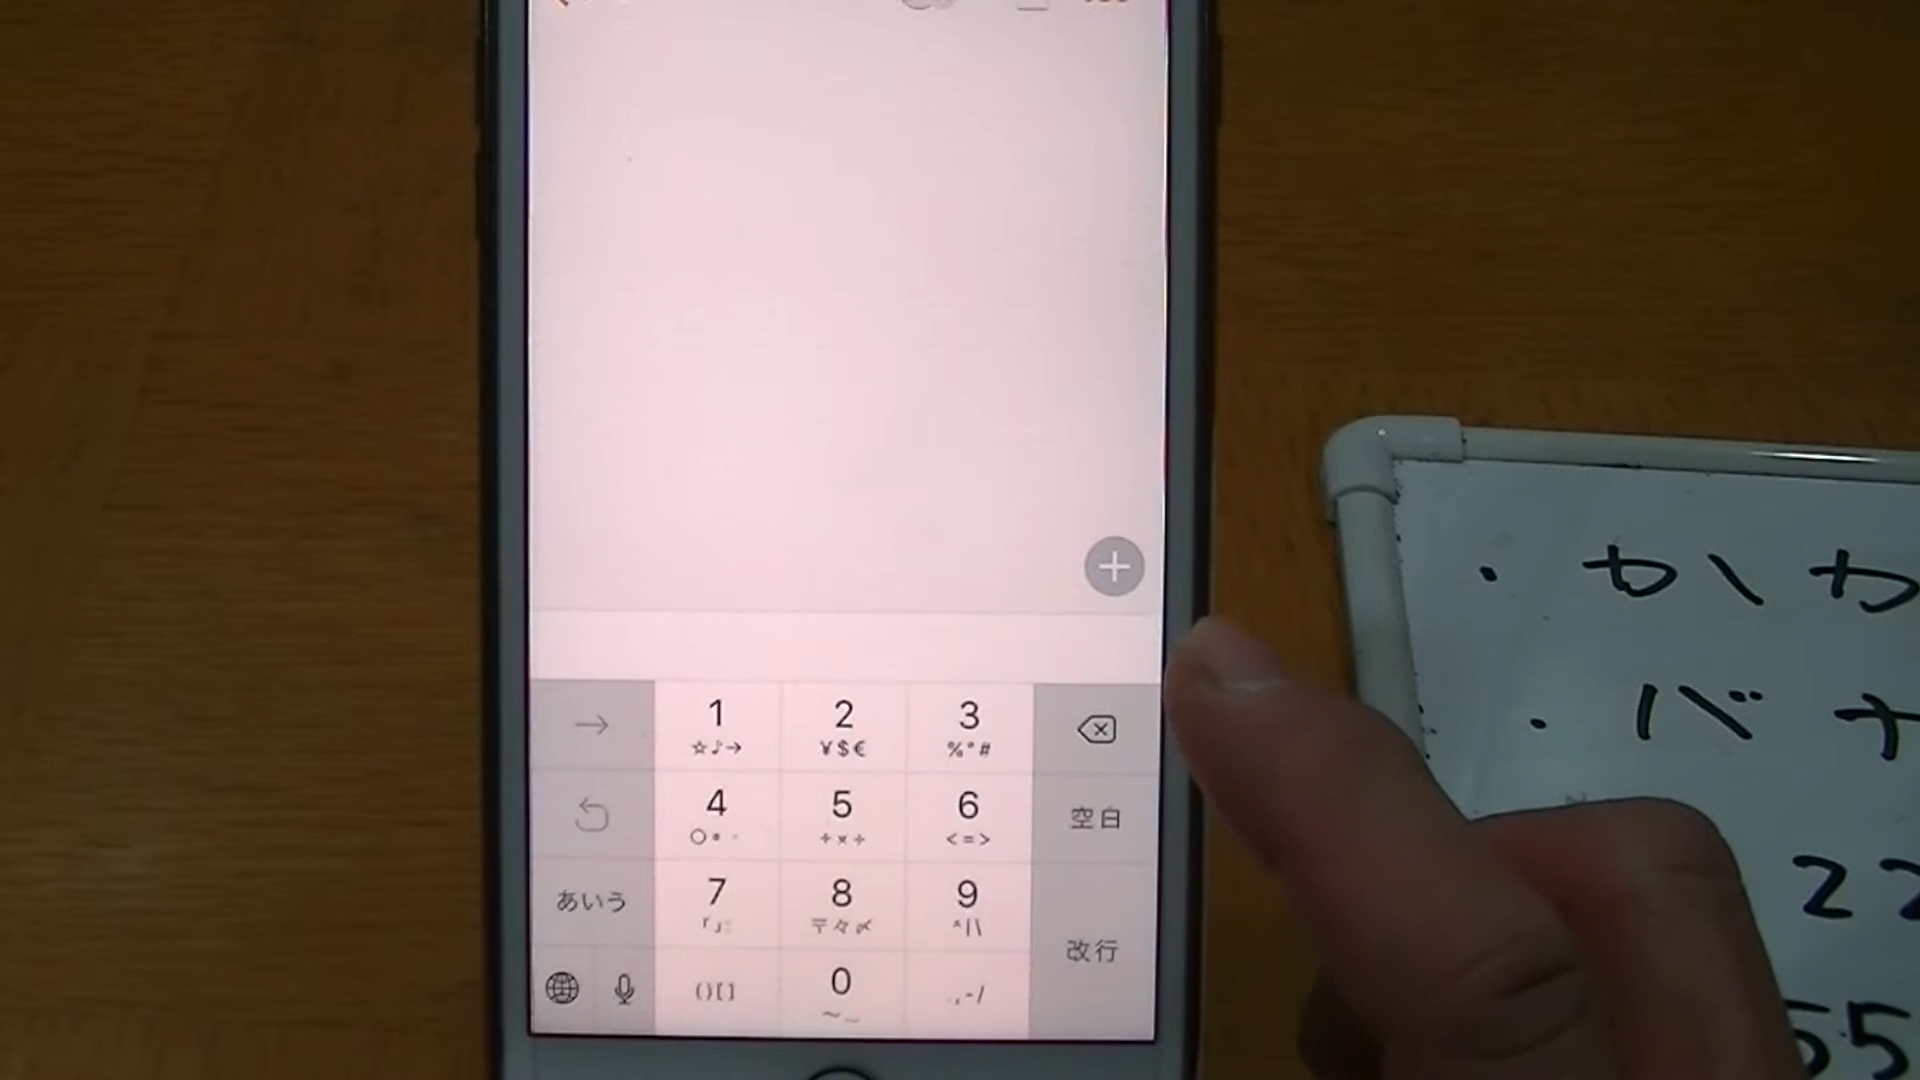 → 1 2 3
☆♪→ ¥$€ %°#
4 5 6 空白
○*・ +×÷ <=>
あいう 7 8 9
「」: 〒々〆 ^|\
改行
()[] 0 .,-/
~
・かい
・バナ
22
55